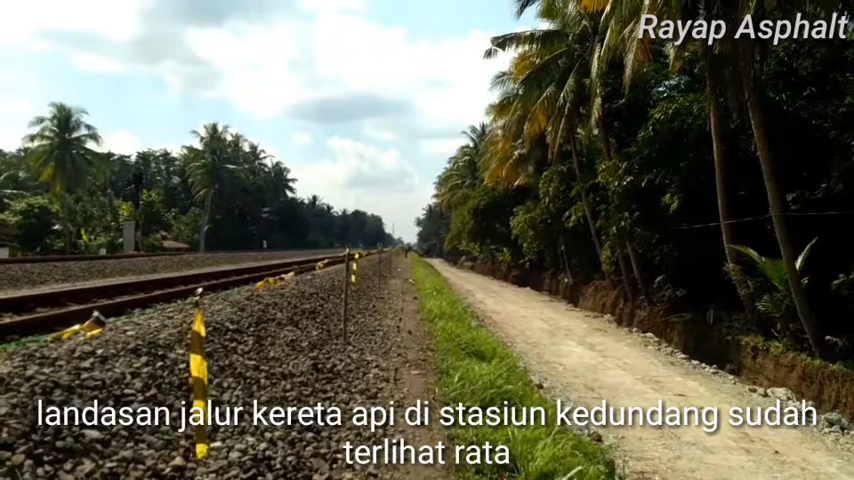 Rayap Asphalt
landasan jalur kereta api di stasiun kedundang sudah
terlihat rata